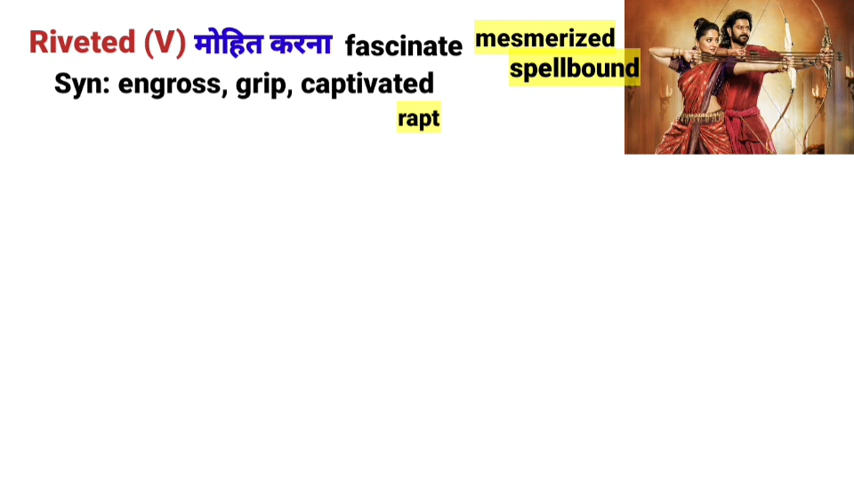 Riveted (V) मोहित करना fascinate mesmerized
spellbound
Syn: engross, grip, captivated
rapt